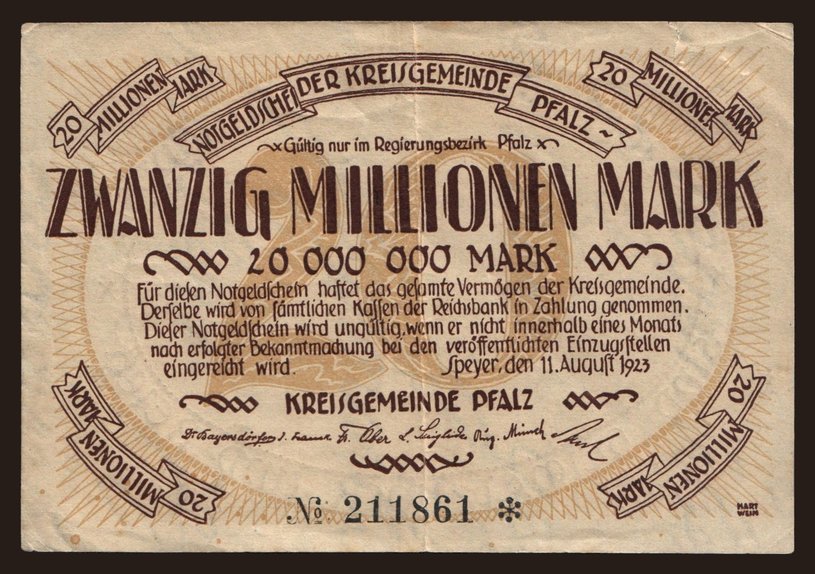 20 MILLIONEN MARK
NOTGELDSCHEI DER KREISGEMEINDE PFALZ
20 MILLIONEN MARK
Gültig nur im Regierungsbezirk Pfalz
20
ZWANZIG MILLIONEN MARK
20 000 000 MARK
Für diesen Notgeldschein haftet das gesamte Vermögen der Kreisgemeinde.
Derselbe wird von sämtlichen Kassen der Reichsbank in Zahlung genommen.
Dieser Notgeldschein wird ungültig, wenn er nicht innerhalb eines Monats
nach erfolgter Bekanntmachung bei den veröffentlichten Einzugsstellen
eingereicht wird. Speyer, den 11. August 1923
KREISGEMEINDE PFALZ
Dr Bayersdörfer
20 MILLIONEN MARK
20 MILLIONEN MARK
№ 211861 ✻
HART
WEIN